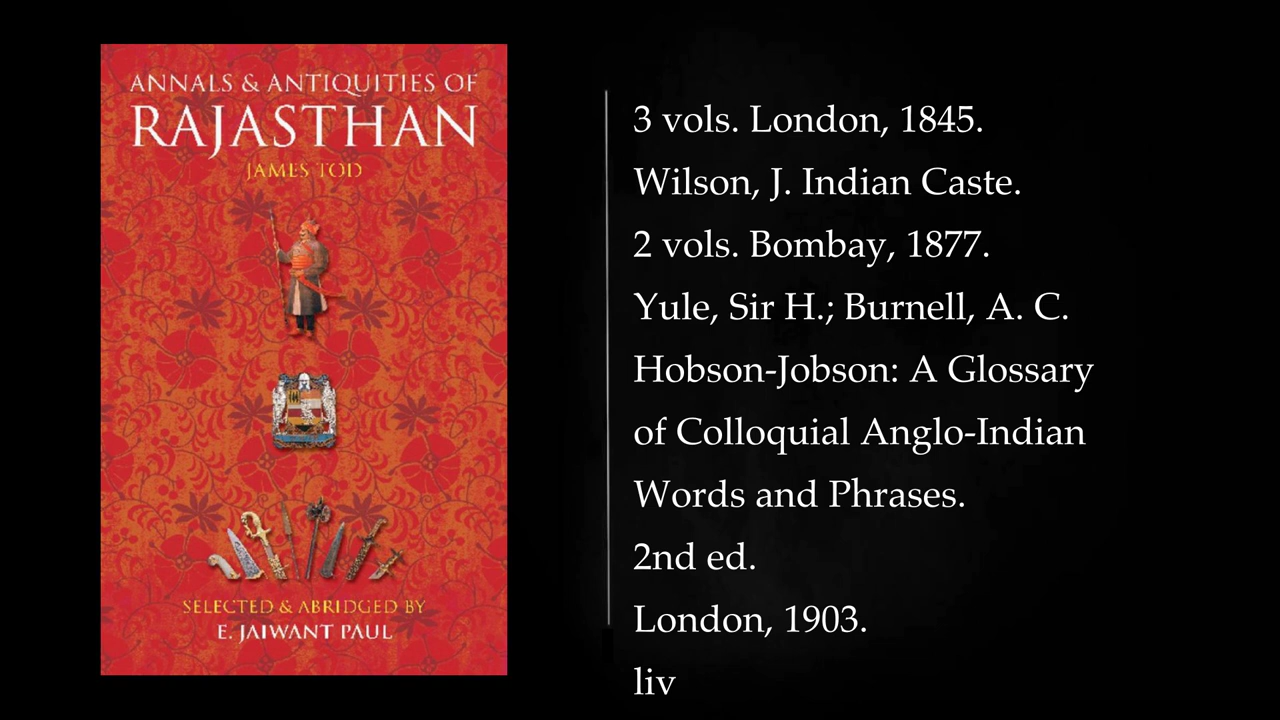 ANNALS & ANTIQUITIES OF
RAJASTHAN
JAMES TOD
SELECTED & ABRIDGED BY
E. JAIWANT PAUL
3 vols. London, 1845.
Wilson, J. Indian Caste.
2 vols. Bombay, 1877.
Yule, Sir H.; Burnell, A. C.
Hobson-Jobson: A Glossary
of Colloquial Anglo-Indian
Words and Phrases.
2nd ed.
London, 1903.
liv